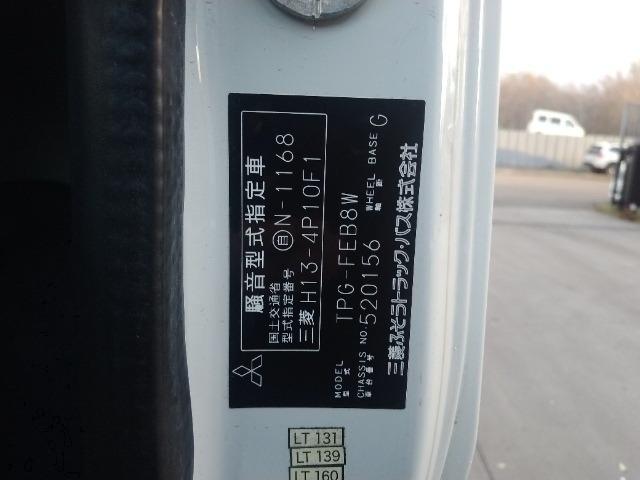 騒音型式指定車
国土交通省
型式指定番号
自N-1168
三菱 H13-4P10F1
MODEL
型式
TPG-FEB8W
CHASSIS NO.
車台番号
520156
WHEEL BASE
軸距
G
三菱ふそうトラック・バス株式会社
LT 131
LT 139
LT 160